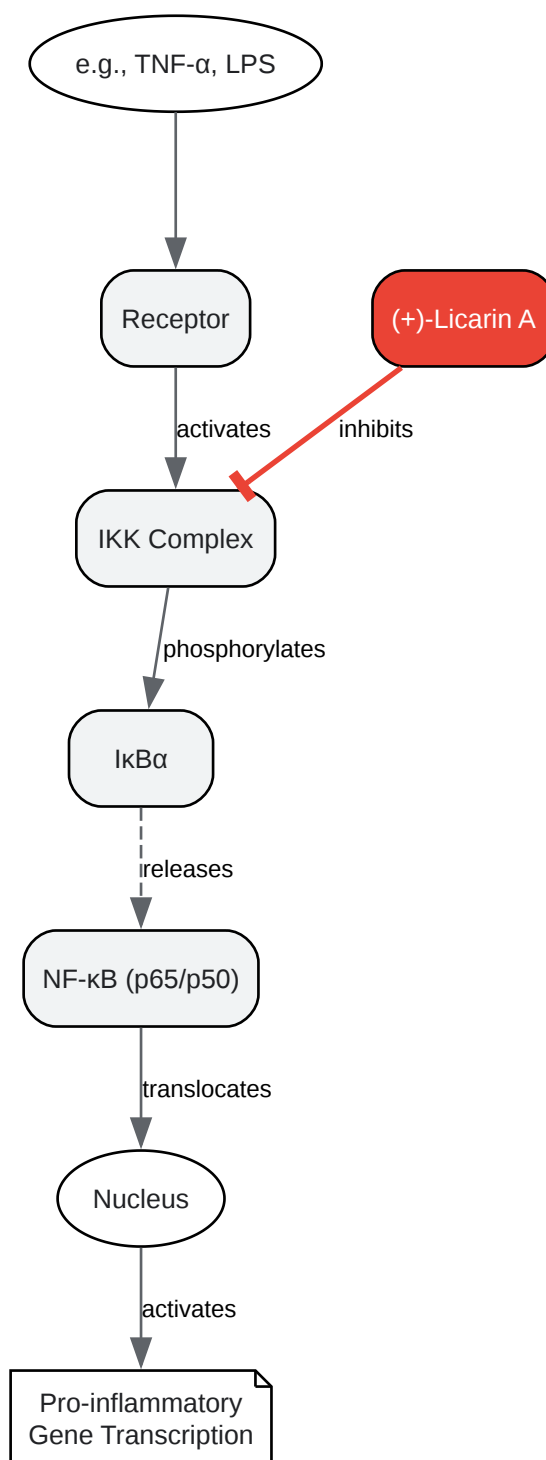 e.g., TNF-α, LPS
Receptor
(+)-Licarin A
activates
inhibits
IKK Complex
phosphorylates
IκBα
releases
NF-κB (p65/p50)
translocates
Nucleus
activates
Pro-inflammatory
Gene Transcription